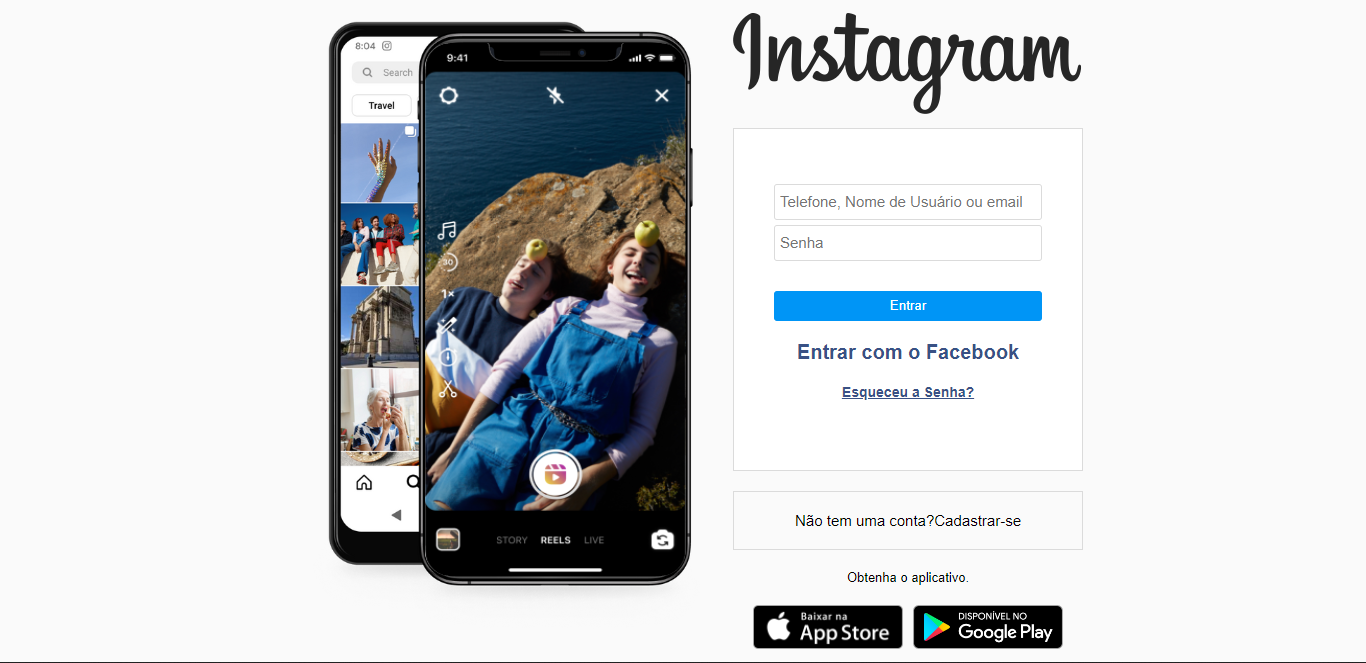 8:04
Search
Travel
9:41
30
1×
STORY REELS LIVE
Instagram
Telefone, Nome de Usuário ou email
Senha
Entrar
Entrar com o Facebook
Esqueceu a Senha?
Não tem uma conta?Cadastrar-se
Obtenha o aplicativo.
Baixar na
App Store
DISPONÍVEL NO
Google Play